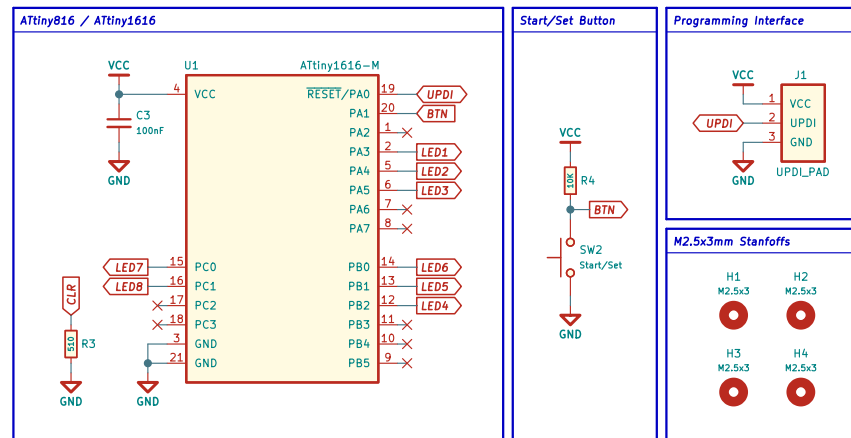 ATtiny816 / ATtiny1616
VCC
C3
100nF
GND
U1
ATtiny1616-M
4
VCC
RESET/PA0
19
UPDI
PA1
20
BTN
PA2
1
PA3
2
LED1
PA4
5
LED2
PA5
6
LED3
PA6
7
PA7
8
LED7
15
PC0
PB0
14
LED6
LED8
16
PC1
PB1
13
LED5
17
PC2
PB2
12
LED4
18
PC3
PB3
11
3
GND
PB4
10
21
GND
PB5
9
CLR
510
R3
GND
GND
Start/Set Button
VCC
10K
R4
BTN
SW2
Start/Set
GND
Programming Interface
VCC
J1
1
VCC
UPDI
2
UPDI
3
GND
GND
UPDI_PAD
M2.5x3mm Stanfoffs
H1
M2.5x3
H2
M2.5x3
H3
M2.5x3
H4
M2.5x3